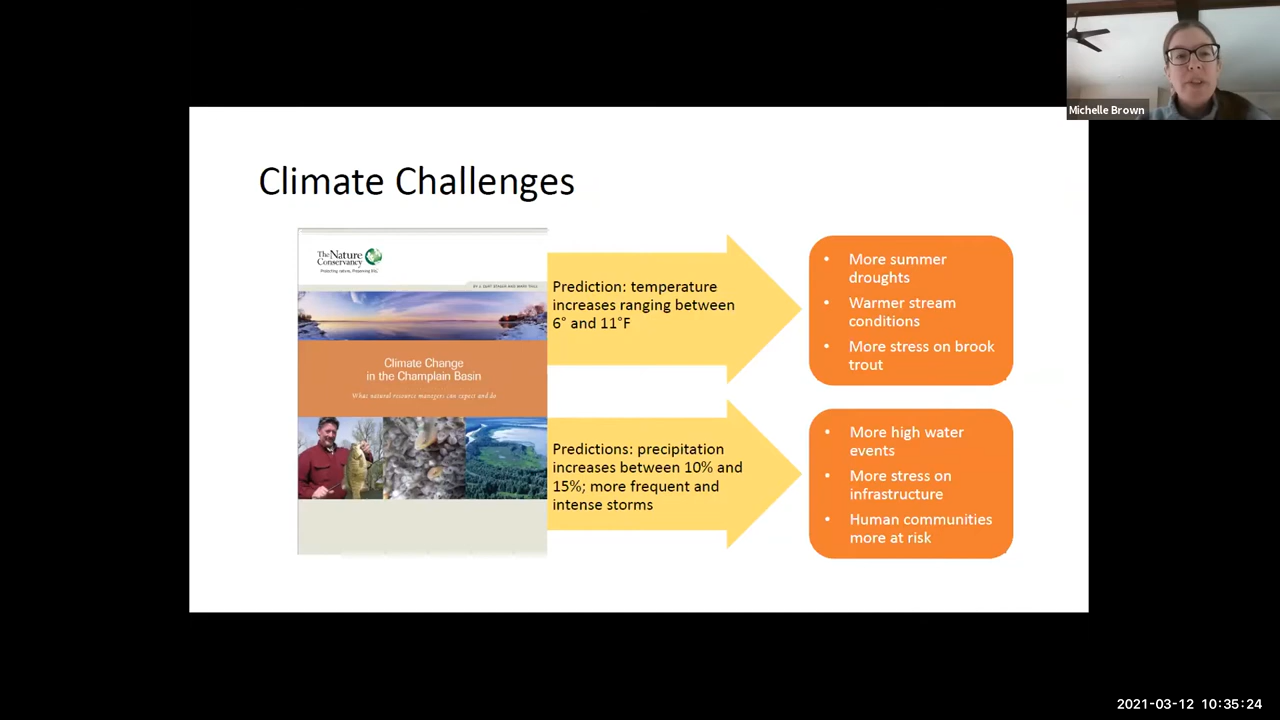 Michelle Brown
Climate Challenges
The Nature
Conservancy
Protecting nature. Preserving life.
Climate Change
in the Champlain Basin
What natural resource managers can expect and do
Prediction: temperature
increases ranging between
6° and 11°F
• More summer
droughts
• Warmer stream
conditions
• More stress on brook
trout
Predictions: precipitation
increases between 10% and
15%; more frequent and
intense storms
• More high water
events
• More stress on
infrastructure
• Human communities
more at risk
2021-03-12 10:35:24